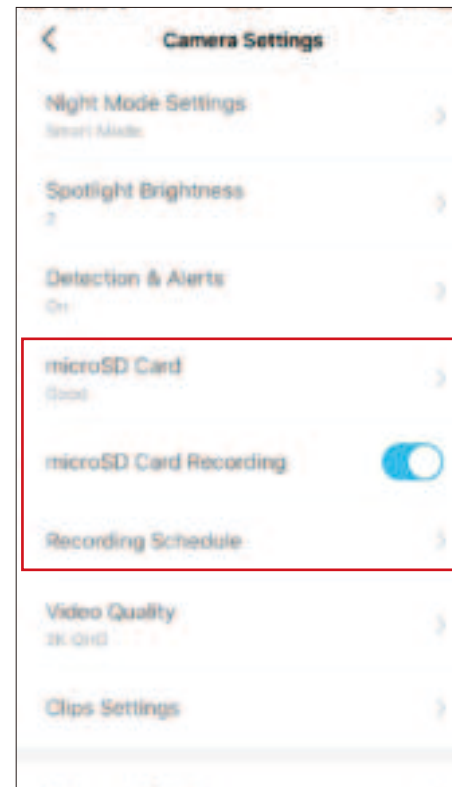 Camera Settings
Night Mode Settings
Smart Mode
Spotlight Brightness
2
Detection & Alerts
On
microSD Card
Good
microSD Card Recording
Recording Schedule
Video Quality
2K QHD
Clips Settings